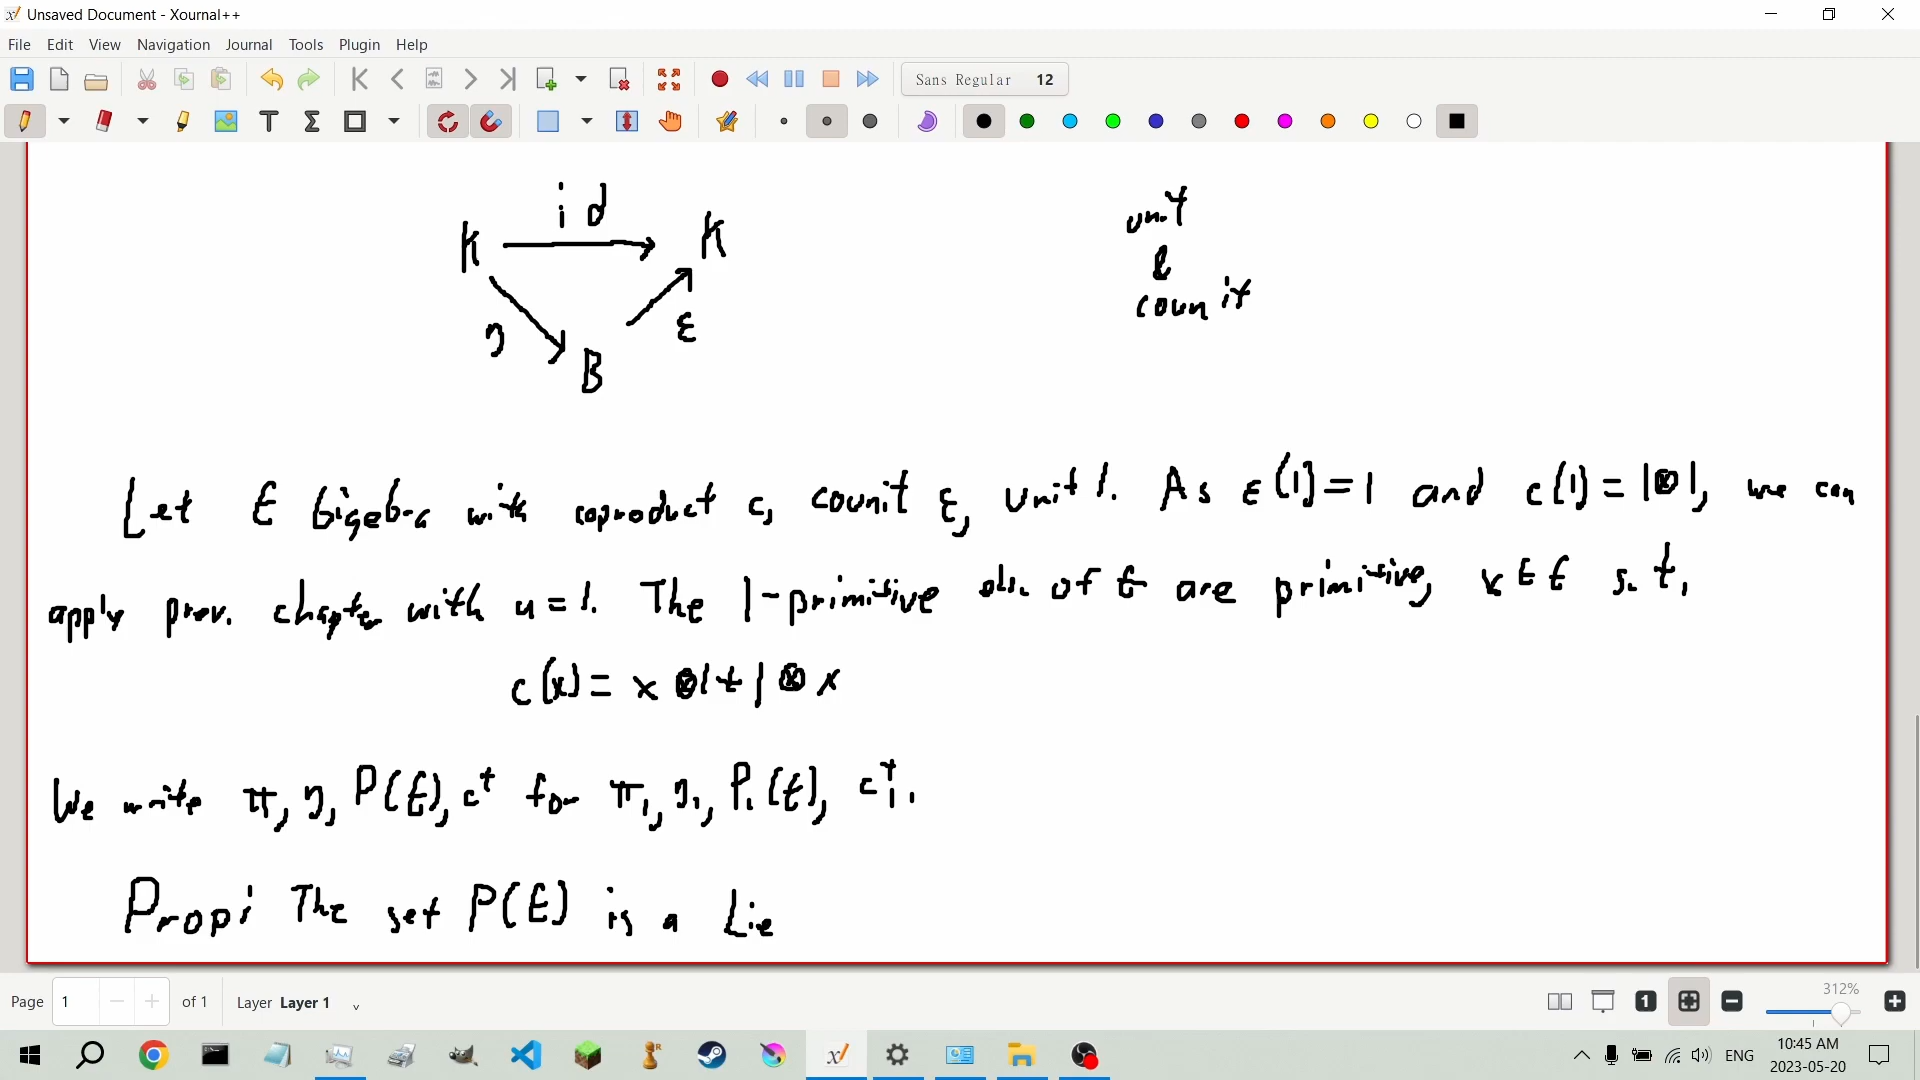 Unsaved Document - Xournal++
File Edit View Navigation Journal Tools Plugin Help
Sans Regular 12
id
K K
η ε
B
unit
&
counit
Let E bigebra with coproduct c, counit ε, unit 1. As ε(1)=1 and c(1)=1⊗1, we can
apply prev. chapter with u=1. The 1-primitive els. of E are primitive, x∈E s.t.
c(x)= x⊗1+1⊗x
We write π, η, P(E), c⁺ for π₁, η₁, P₁(E), c₁⁺.
Prop: The set P(E) is a Lie
Page 1 of 1 Layer Layer 1 312%
ENG
10:45 AM
2023-05-20